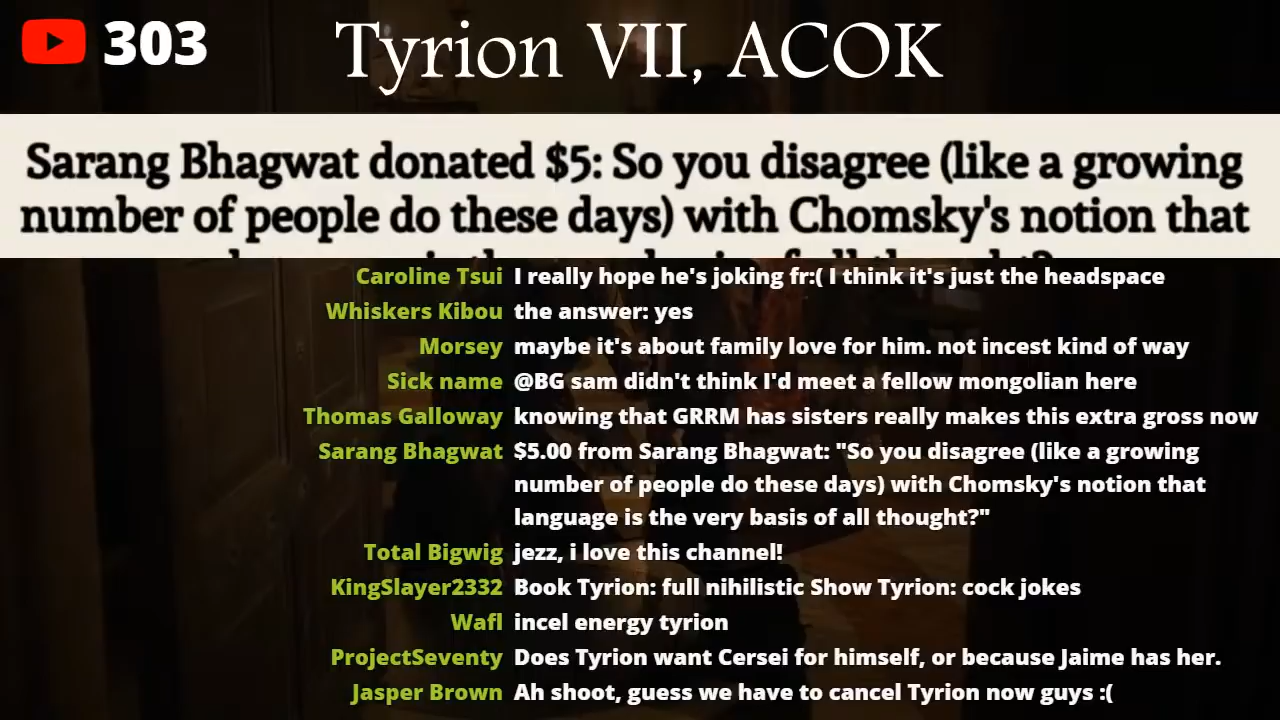 303
Tyrion VII, ACOK
Sarang Bhagwat donated $5: So you disagree (like a growing
number of people do these days) with Chomsky's notion that
Caroline Tsui I really hope he's joking fr:( I think it's just the headspace
Whiskers Kibou the answer: yes
Morsey maybe it's about family love for him. not incest kind of way
Sick name @BG sam didn't think I'd meet a fellow mongolian here
Thomas Galloway knowing that GRRM has sisters really makes this extra gross now
Sarang Bhagwat $5.00 from Sarang Bhagwat: "So you disagree (like a growing
number of people do these days) with Chomsky's notion that
language is the very basis of all thought?"
Total Bigwig jezz, i love this channel!
KingSlayer2332 Book Tyrion: full nihilistic Show Tyrion: cock jokes
Wafl incel energy tyrion
ProjectSeventy Does Tyrion want Cersei for himself, or because Jaime has her.
Jasper Brown Ah shoot, guess we have to cancel Tyrion now guys :(